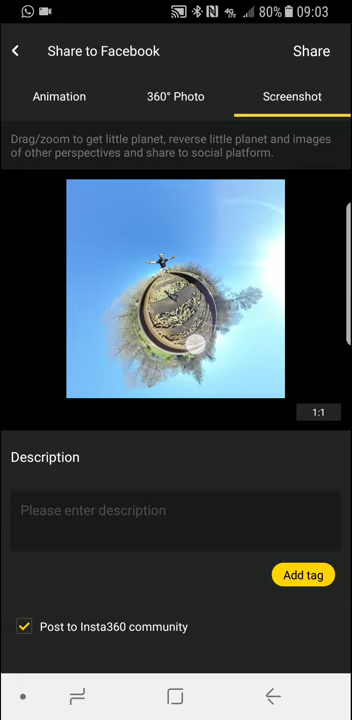 80% 09:03
Share to Facebook Share
Animation 360° Photo Screenshot
Drag/zoom to get little planet, reverse little planet and images
of other perspectives and share to social platform.
1:1
Description
Please enter description
Add tag
Post to Insta360 community